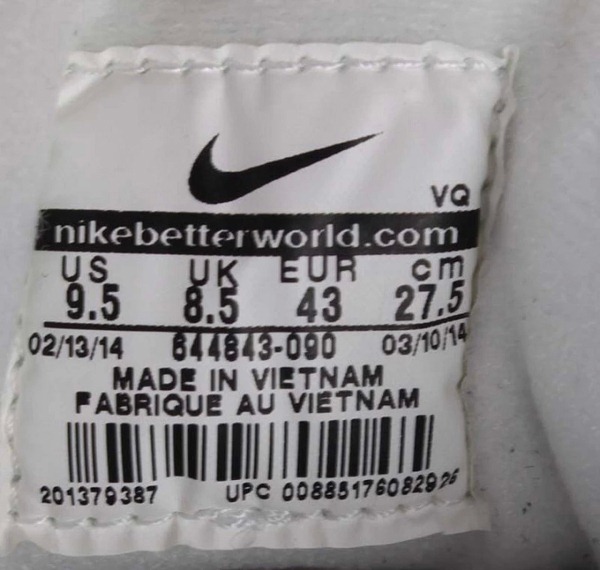 VQ
nikebetterworld.com
US UK EUR cm
9.5 8.5 43 27.5
02/13/14 644843-090 03/10/14
MADE IN VIETNAM
FABRIQUE AU VIETNAM
201379387 UPC 00885176082926